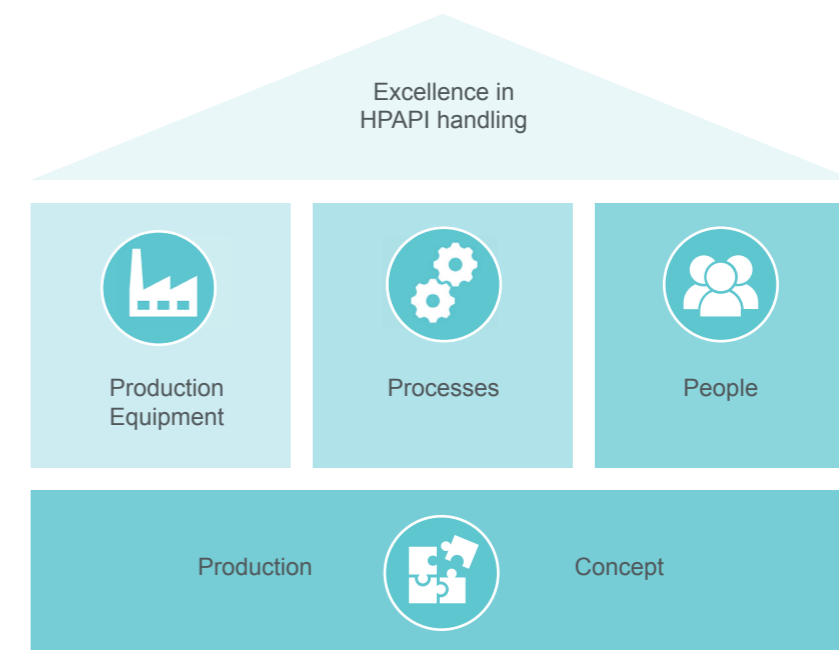 Excellence in
HPAPI handling
Production
Equipment
Processes
People
Production Concept